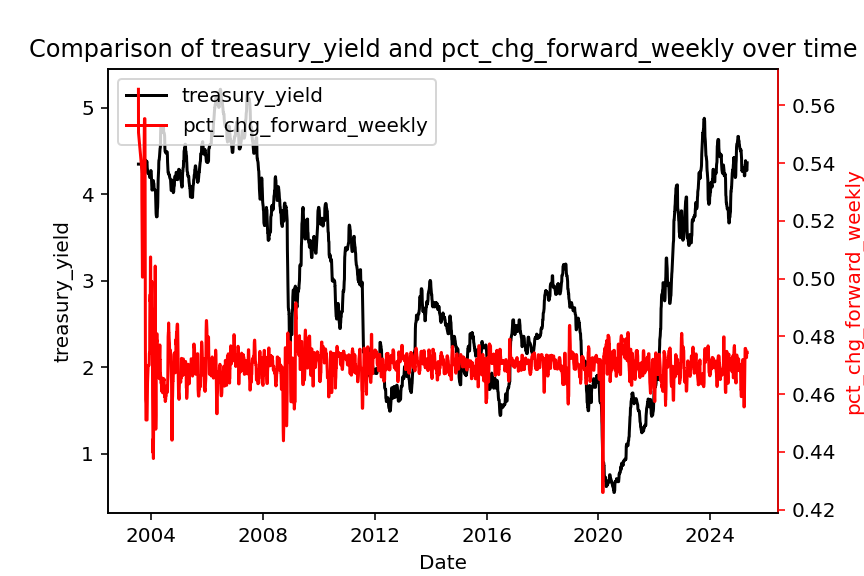 Comparison of treasury_yield and pct_chg_forward_weekly over time
treasury_yield
pct_chg_forward_weekly
5
4
3
2
1
treasury_yield
0.56
0.54
0.52
0.50
0.48
0.46
0.44
0.42
pct_chg_forward_weekly
2004 2008 2012 2016 2020 2024
Date